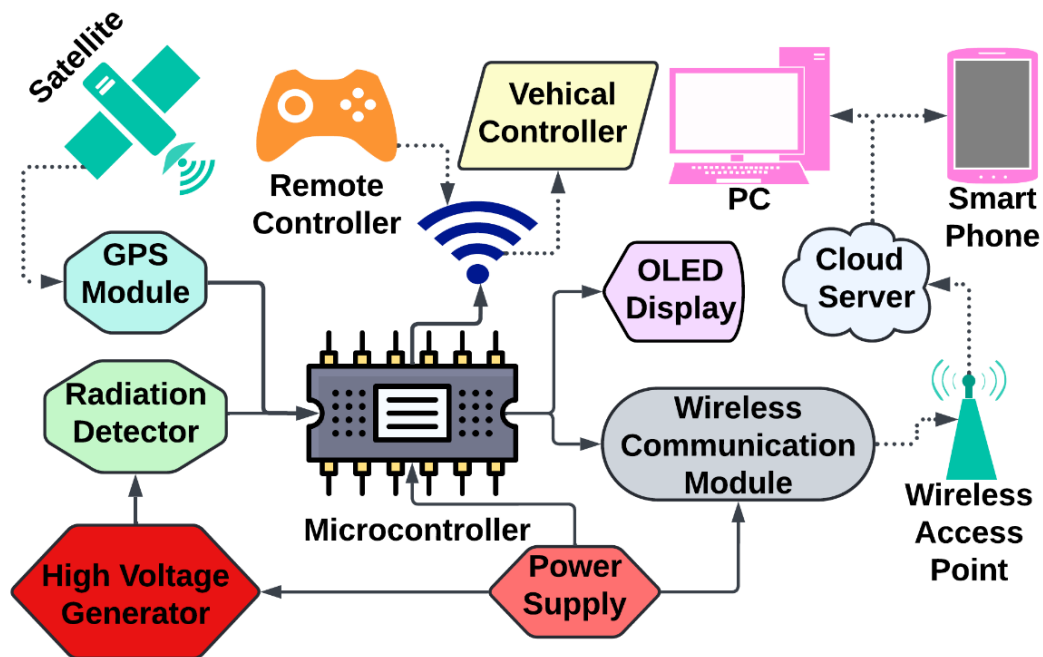 Satellite
Remote
Controller
Vehical
Controller
PC
Smart
Phone
GPS
Module
OLED
Display
Cloud
Server
Radiation
Detector
Wireless
Communication
Module
Microcontroller
Wireless
Access
Point
High Voltage
Generator
Power
Supply